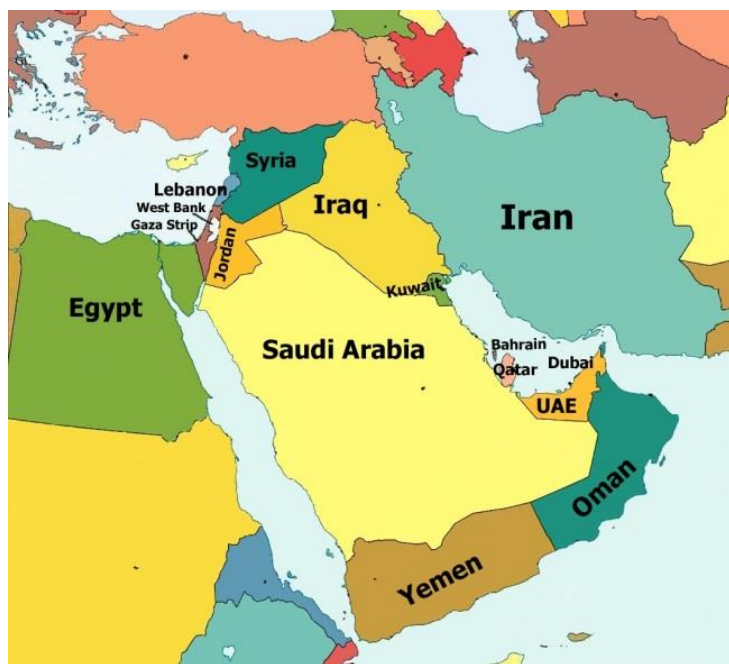 Syria
Lebanon
West Bank
Gaza Strip
Jordan
Iraq
Iran
Kuwait
Egypt
Saudi Arabia
Bahrain
Qatar
Dubai
UAE
Oman
Yemen